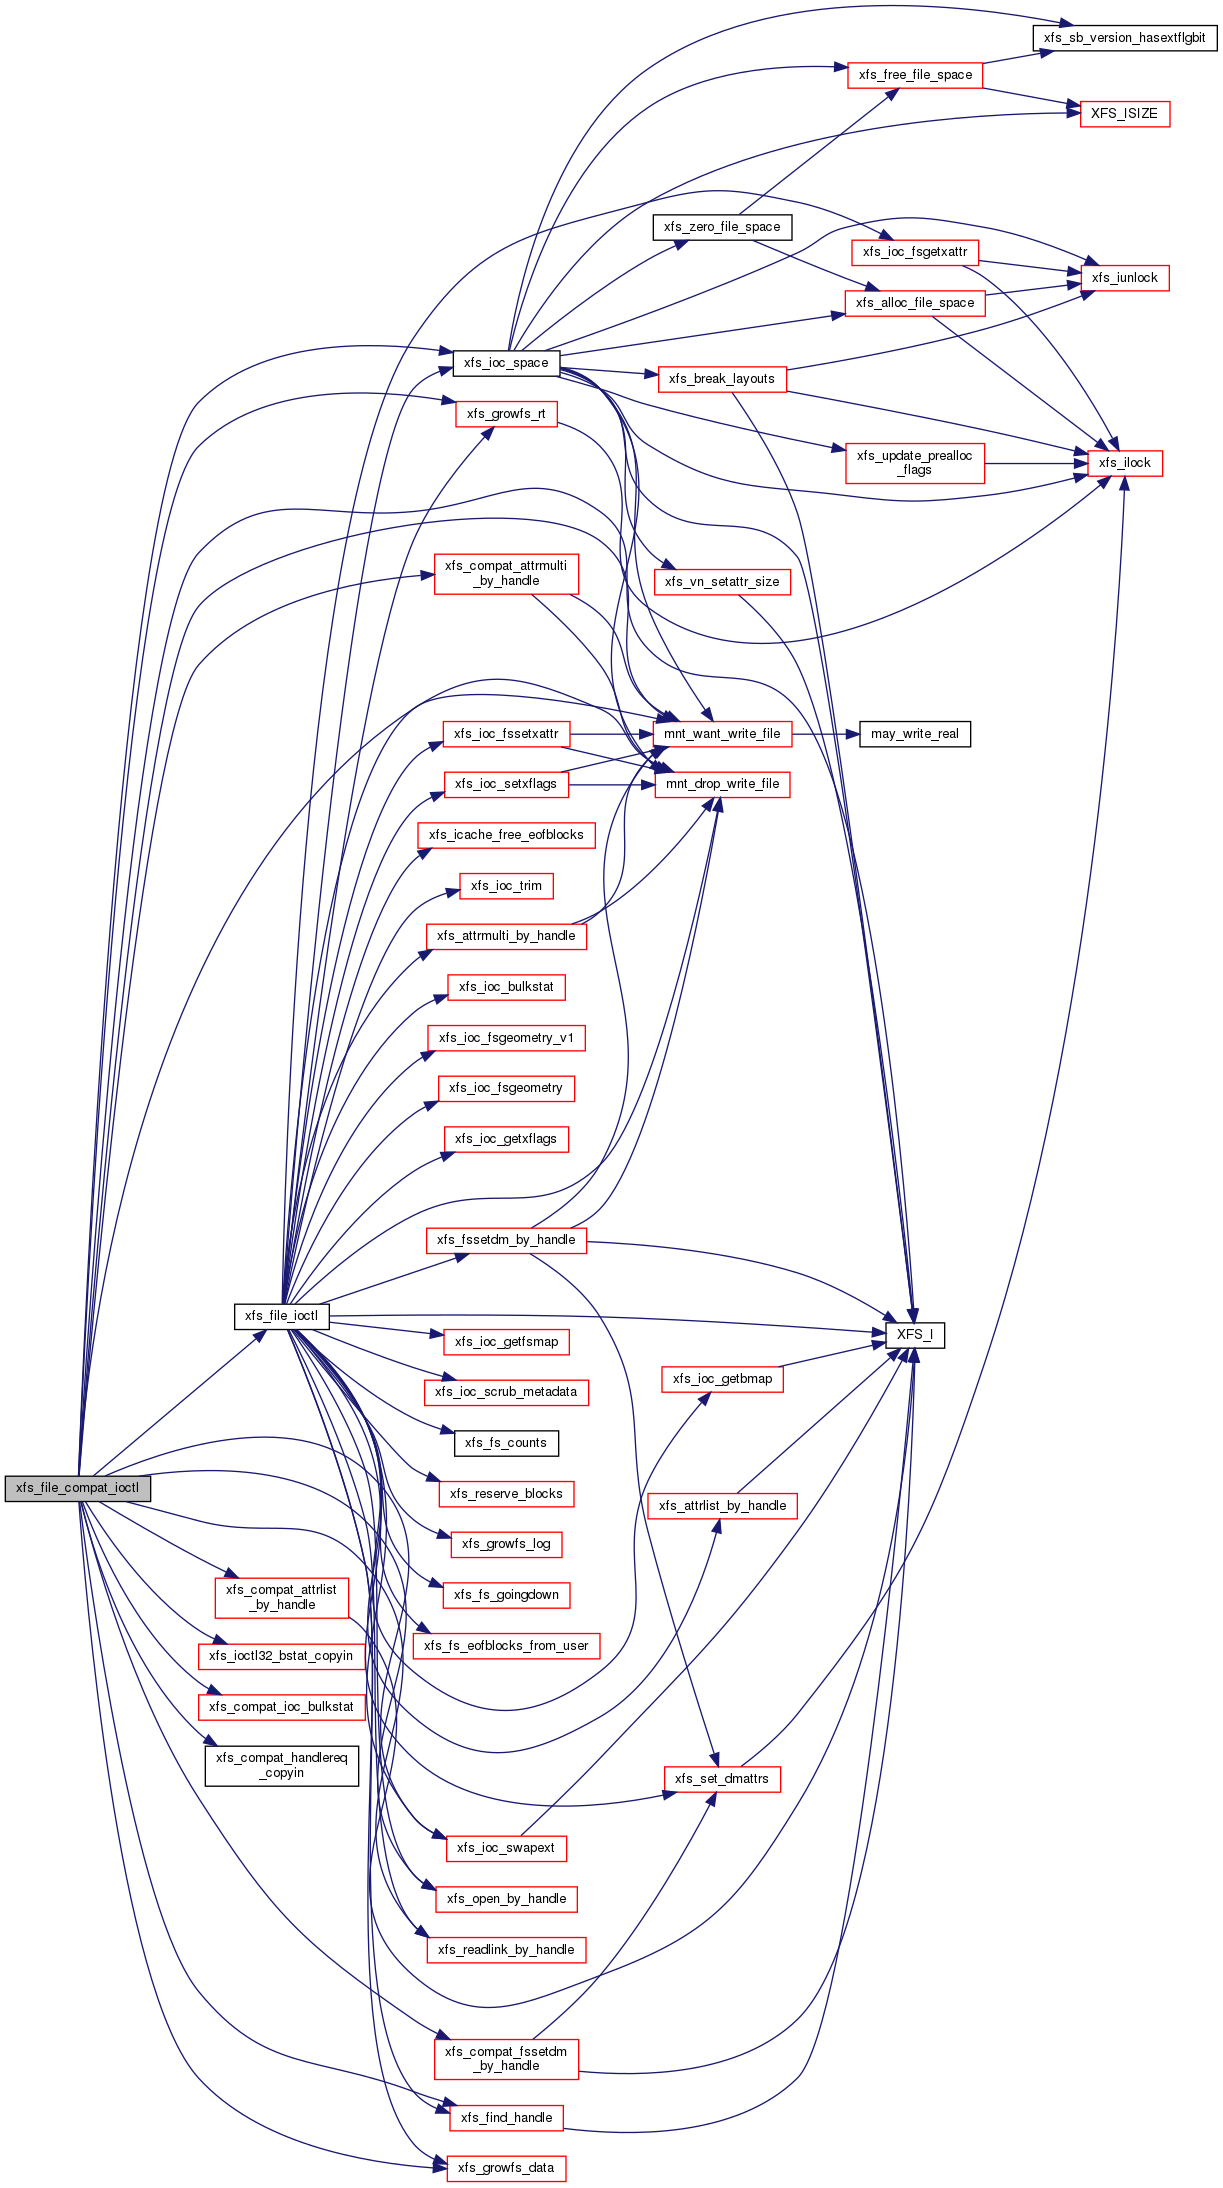 xfs_sb_version_hasextflgbit
xfs_free_file_space
XFS_ISIZE
xfs_zero_file_space
xfs_ioc_fsgetxattr
xfs_iunlock
xfs_alloc_file_space
xfs_ioc_space
xfs_break_layouts
xfs_growfs_rt
xfs_update_prealloc
_flags
xfs_ilock
xfs_compat_attrmulti
_by_handle
xfs_vn_setattr_size
xfs_ioc_fssetxattr
mnt_want_write_file
may_write_real
xfs_ioc_setxflags
mnt_drop_write_file
xfs_icache_free_eofblocks
xfs_ioc_trim
xfs_attrmulti_by_handle
xfs_ioc_bulkstat
xfs_ioc_fsgeometry_v1
xfs_ioc_fsgeometry
xfs_ioc_getxflags
xfs_fssetdm_by_handle
xfs_file_ioctl
XFS_I
xfs_ioc_getfsmap
xfs_ioc_getbmap
xfs_ioc_scrub_metadata
xfs_fs_counts
xfs_file_compat_ioctl
xfs_reserve_blocks
xfs_attrlist_by_handle
xfs_growfs_log
xfs_compat_attrlist
_by_handle
xfs_fs_goingdown
xfs_fs_eofblocks_from_user
xfs_ioctl32_bstat_copyin
xfs_compat_ioc_bulkstat
xfs_compat_handlereq
_copyin
xfs_set_dmattrs
xfs_ioc_swapext
xfs_open_by_handle
xfs_readlink_by_handle
xfs_compat_fssetdm
_by_handle
xfs_find_handle
xfs_growfs_data